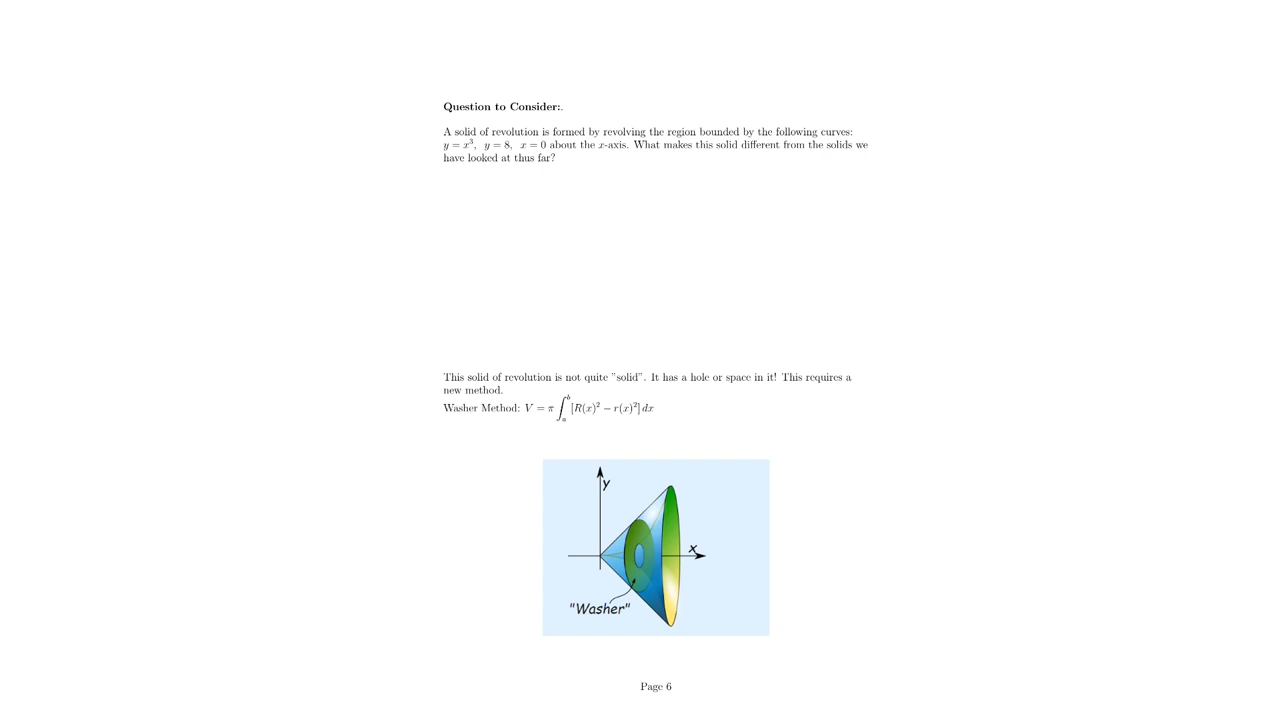 Question to Consider:.
A solid of revolution is formed by revolving the region bounded by the following curves:
y = x³, y = 8, x = 0 about the x-axis. What makes this solid different from the solids we
have looked at thus far?
This solid of revolution is not quite ”solid”. It has a hole or space in it! This requires a
new method.
Washer Method: V = π ∫ₐᵇ [R(x)² − r(x)²] dx
y
x
"Washer"
Page 6